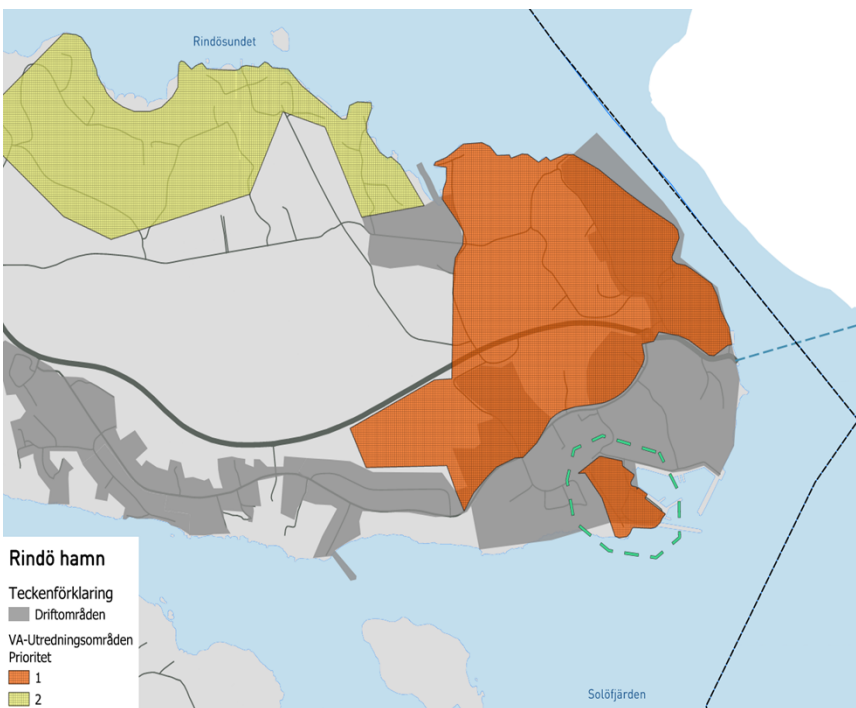 Rindösundet
Rindö hamn
Teckenförklaring
Driftområden
VA-Utredningsområden
Prioritet
1
2
Solöfjärden